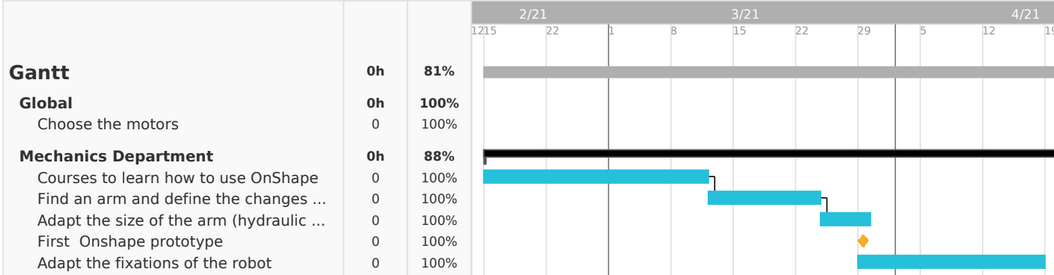 2/21 3/21 4/21
1215 22 1 8 15 22 29 5 12 19
Gantt 0h 81%
Global 0h 100%
Choose the motors 0 100%
Mechanics Department 0h 88%
Courses to learn how to use OnShape 0 100%
Find an arm and define the changes ... 0 100%
Adapt the size of the arm (hydraulic ... 0 100%
First Onshape prototype 0 100%
Adapt the fixations of the robot 0 100%